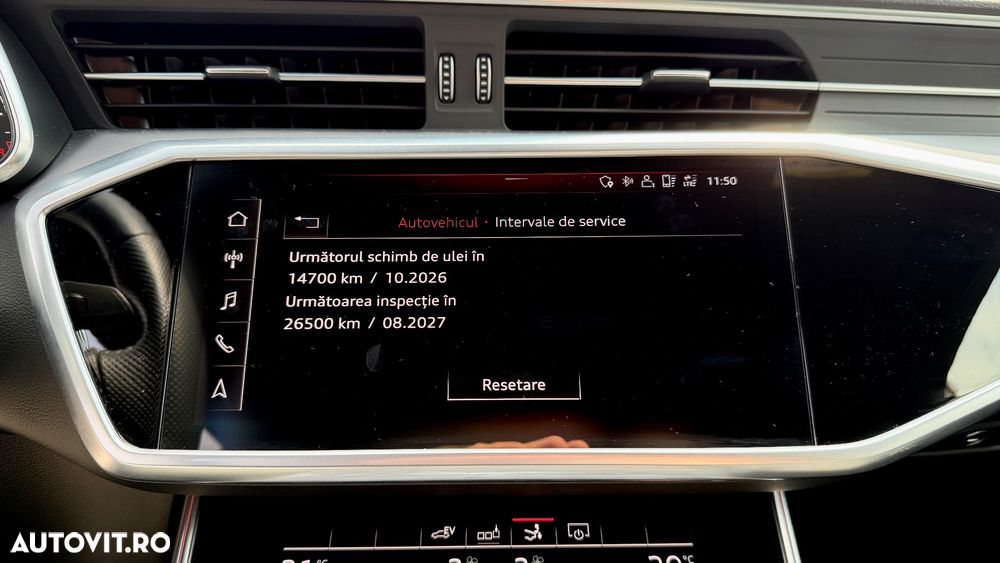 11:50
Autovehicul · Intervale de service
Următorul schimb de ulei în
14700 km / 10.2026
Următoarea inspecție în
26500 km / 08.2027
Resetare
EV
AUTOVIT.RO